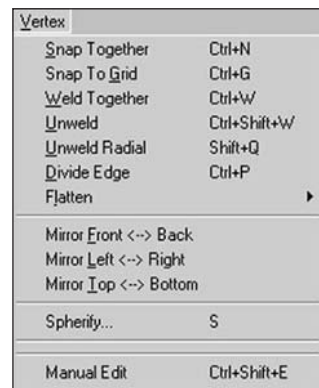 Vertex
Snap Together Ctrl+N
Snap To Grid Ctrl+G
Weld Together Ctrl+W
Unweld Ctrl+Shift+W
Unweld Radial Shift+Q
Divide Edge Ctrl+P
Flatten
Mirror Front <--> Back
Mirror Left <--> Right
Mirror Top <--> Bottom
Spherify... S
Manual Edit Ctrl+Shift+E